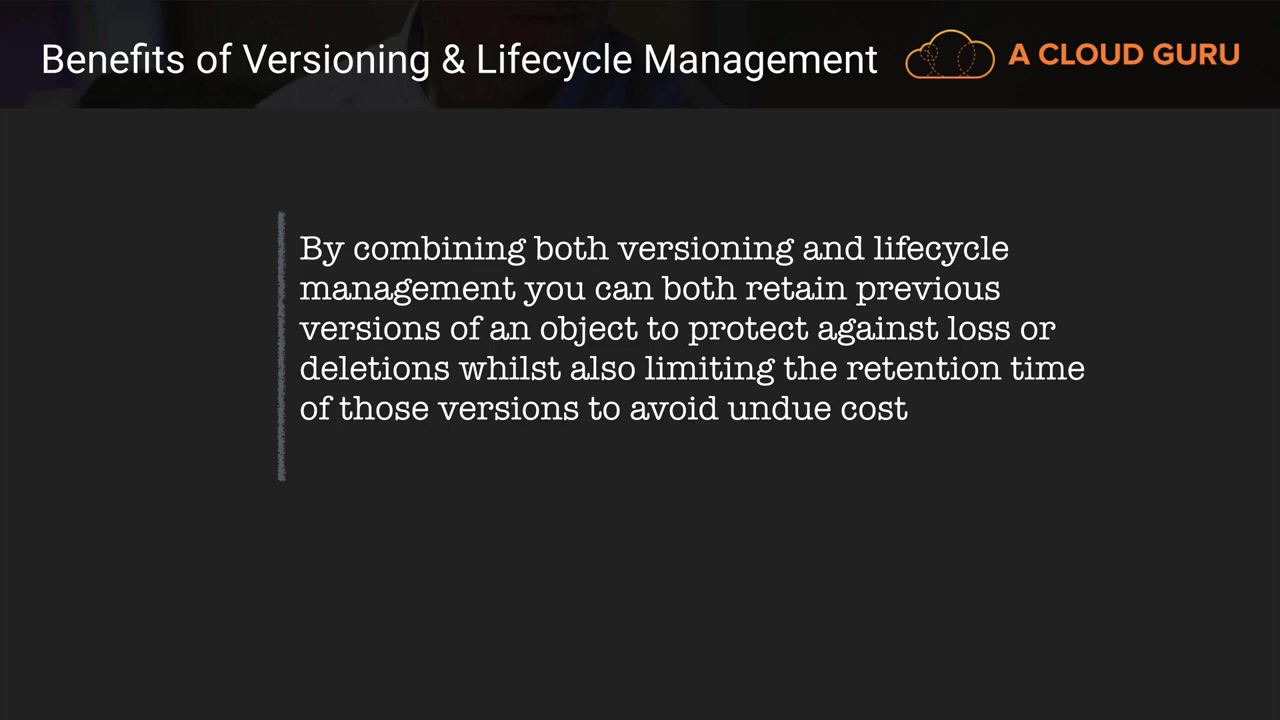 Benefits of Versioning & Lifecycle Management
A CLOUD GURU
By combining both versioning and lifecycle
management you can both retain previous
versions of an object to protect against loss or
deletions whilst also limiting the retention time
of those versions to avoid undue cost